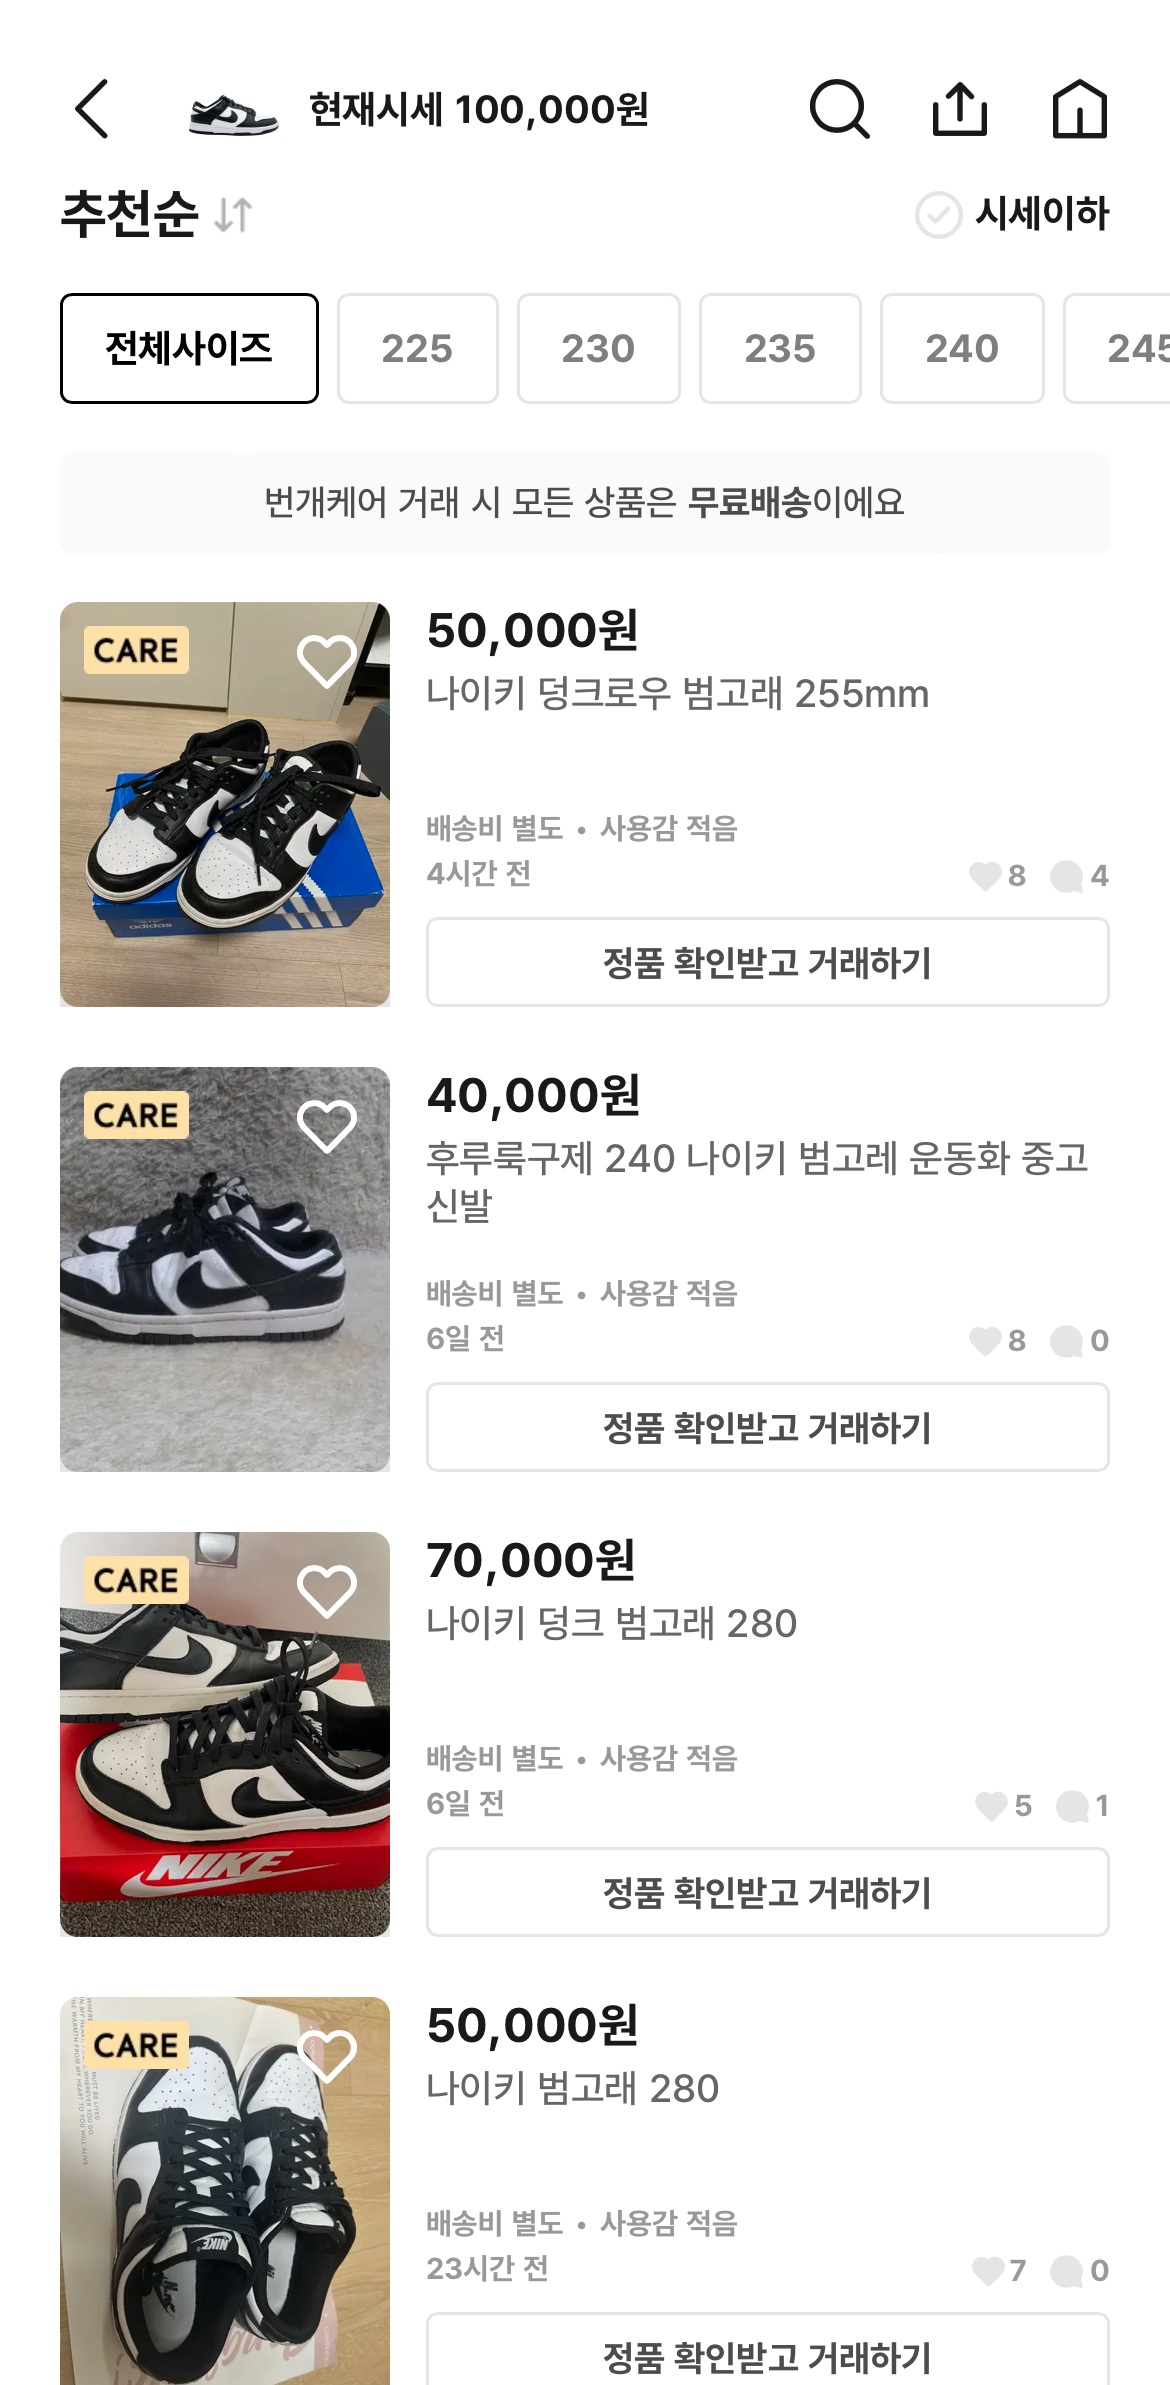 현재시세 100,000원
추천순
시세이하
전체사이즈 225 230 235 240 245
번개케어 거래 시 모든 상품은 무료배송이에요
CARE
adidas
50,000원
나이키 덩크로우 범고래 255mm
배송비 별도 • 사용감 적음
4시간 전
8 4
정품 확인받고 거래하기
CARE
40,000원
후루룩구제 240 나이키 범고레 운동화 중고
신발
배송비 별도 • 사용감 적음
6일 전
8 0
정품 확인받고 거래하기
CARE
NIKE
70,000원
나이키 덩크 범고래 280
배송비 별도 • 사용감 적음
6일 전
5 1
정품 확인받고 거래하기
CARE
NIKE
50,000원
나이키 범고래 280
배송비 별도 • 사용감 적음
23시간 전
7 0
정품 확인받고 거래하기